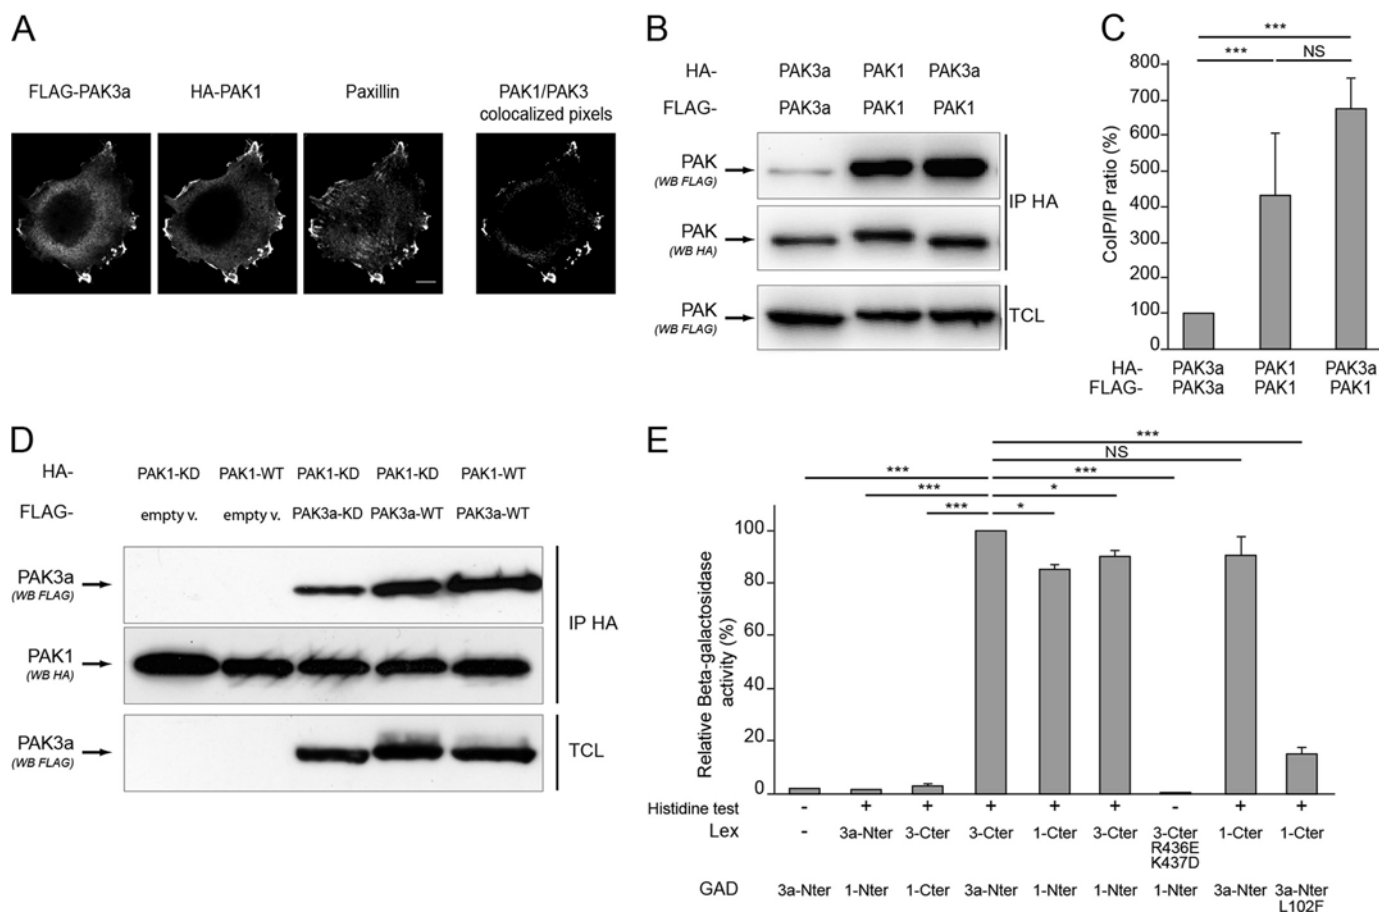 A
FLAG-PAK3a HA-PAK1 Paxillin PAK1/PAK3
colocalized pixels
B
HA- PAK3a PAK1 PAK3a
FLAG- PAK3a PAK1 PAK1
PAK
(WB FLAG)
PAK
(WB HA)
IP HA
PAK
(WB FLAG)
TCL
C
***
*** NS
CoIP/IP ratio (%)
800
700
600
400
300
200
100
0
HA- PAK3a PAK1 PAK3a
FLAG- PAK3a PAK1 PAK1
D
HA- PAK1-KD PAK1-WT PAK1-KD PAK1-KD PAK1-WT
FLAG- empty v. empty v. PAK3a-KD PAK3a-WT PAK3a-WT
PAK3a
(WB FLAG)
PAK1
(WB HA)
IP HA
PAK3a
(WB FLAG)
TCL
E
***
NS
*** ***
*** *
*** *
Relative Beta-galactosidase
activity (%)
100
80
60
40
20
0
Histidine test - + + + + + - + +
Lex - 3a-Nter 3-Cter 3-Cter 1-Cter 3-Cter 3-Cter 1-Cter 1-Cter
R436E
K437D
GAD 3a-Nter 1-Nter 1-Cter 3a-Nter 1-Nter 1-Nter 1-Nter 3a-Nter 3a-Nter
L102F